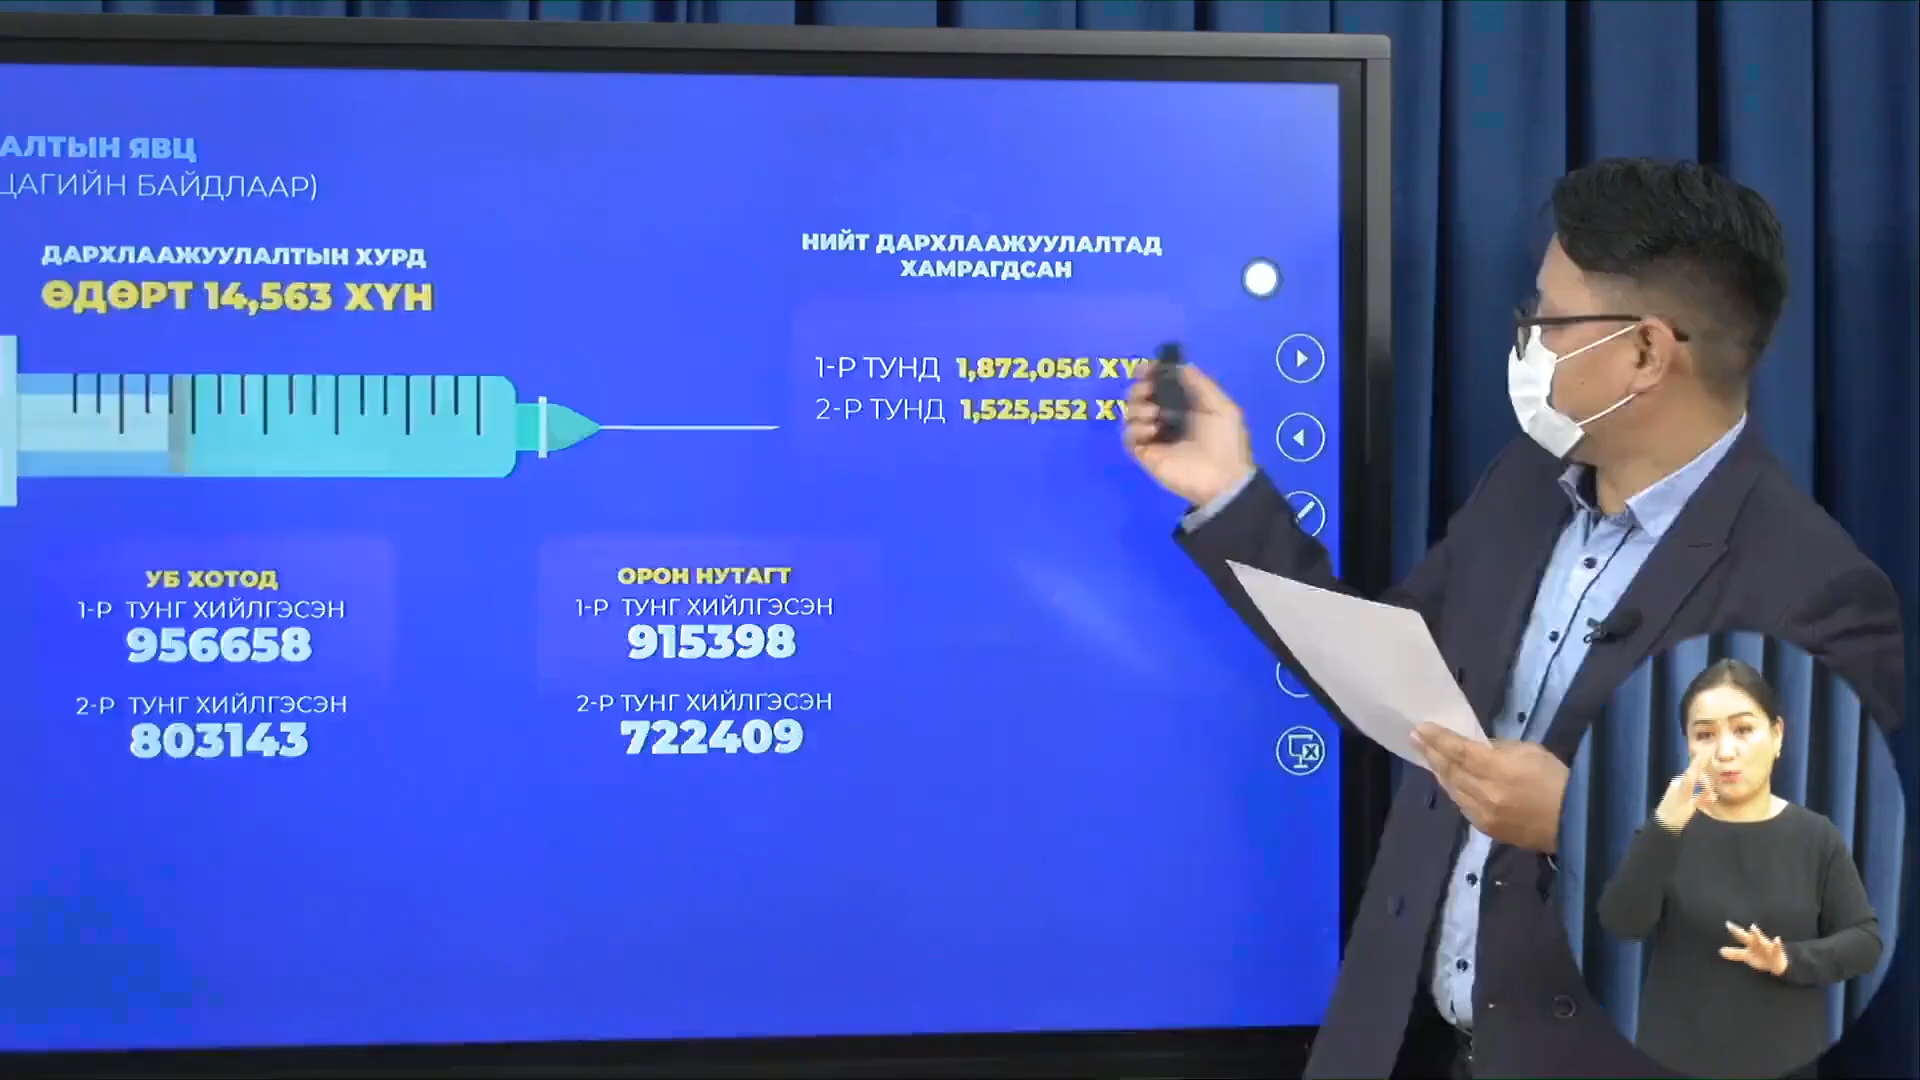 АЛТЫН ЯВЦ
ЦАГИЙН БАЙДЛААР)
ДАРХЛААЖУУЛАЛТЫН ХУРД
ӨДӨРТ 14,563 ХҮН
НИЙТ ДАРХЛААЖУУЛАЛТАД
ХАМРАГДСАН
1-Р ТУНД 1,872,056
2-Р ТУНД 1,525,552
УБ ХОТОД
1-Р ТУНГ ХИЙЛГЭСЭН
956658
2-Р ТУНГ ХИЙЛГЭСЭН
803143
ОРОН НУТАГТ
1-Р ТУНГ ХИЙЛГЭСЭН
915398
2-Р ТУНГ ХИЙЛГЭСЭН
722409